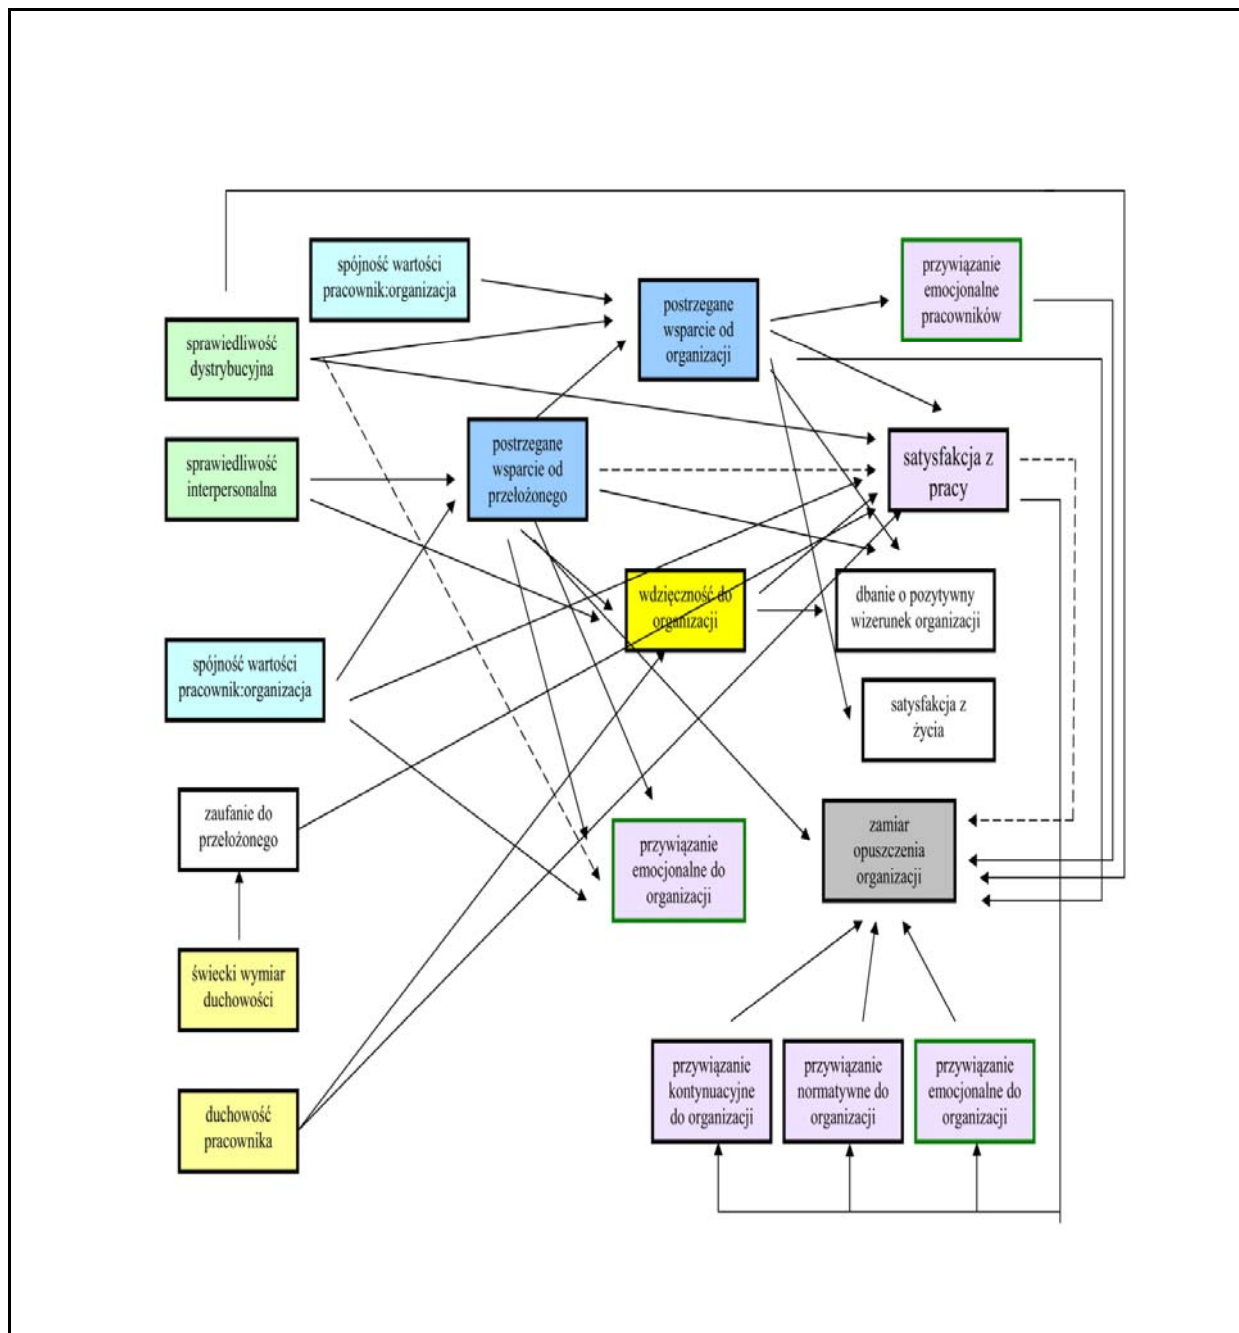 spójność wartości
pracownik:organizacja
przywiązanie
emocjonalne
pracowników
postrzegane
wsparcie od
organizacji
sprawiedliwość
dystrybucyjna
postrzegane
wsparcie od
przełożonego
satysfakcja z
pracy
sprawiedliwość
interpersonalna
wdzięczność do
organizacji
dbanie o pozytywny
wizerunek organizacji
spójność wartości
pracownik:organizacja
satysfakcja z
życia
zaufanie do
przełożonego
przywiązanie
emocjonalne do
organizacji
zamiar
opuszczenia
organizacji
świecki wymiar
duchowości
przywiązanie
kontynuacyjne
do organizacji
przywiązanie
normatywne do
organizacji
przywiązanie
emocjonalne do
organizacji
duchowość
pracownika